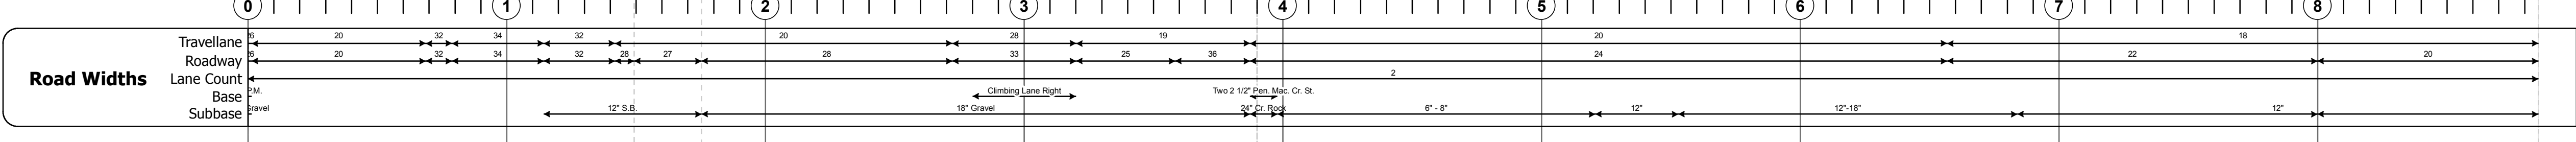 0 1 2 3 4 5 6 7 8
Road Widths
Travellane 26 20 32 34 32 20 28 19 20 18
Roadway 26 20 32 34 32 28 27 28 33 25 36 24 22 20
Lane Count 2
Base P.M. Climbing Lane Right Two 2 1/2" Pen. Mac. Cr. St.
Subbase Gravel 12" S.B. 18" Gravel 24" Cr. Rock 6" - 8" 12" 12"-18" 12"